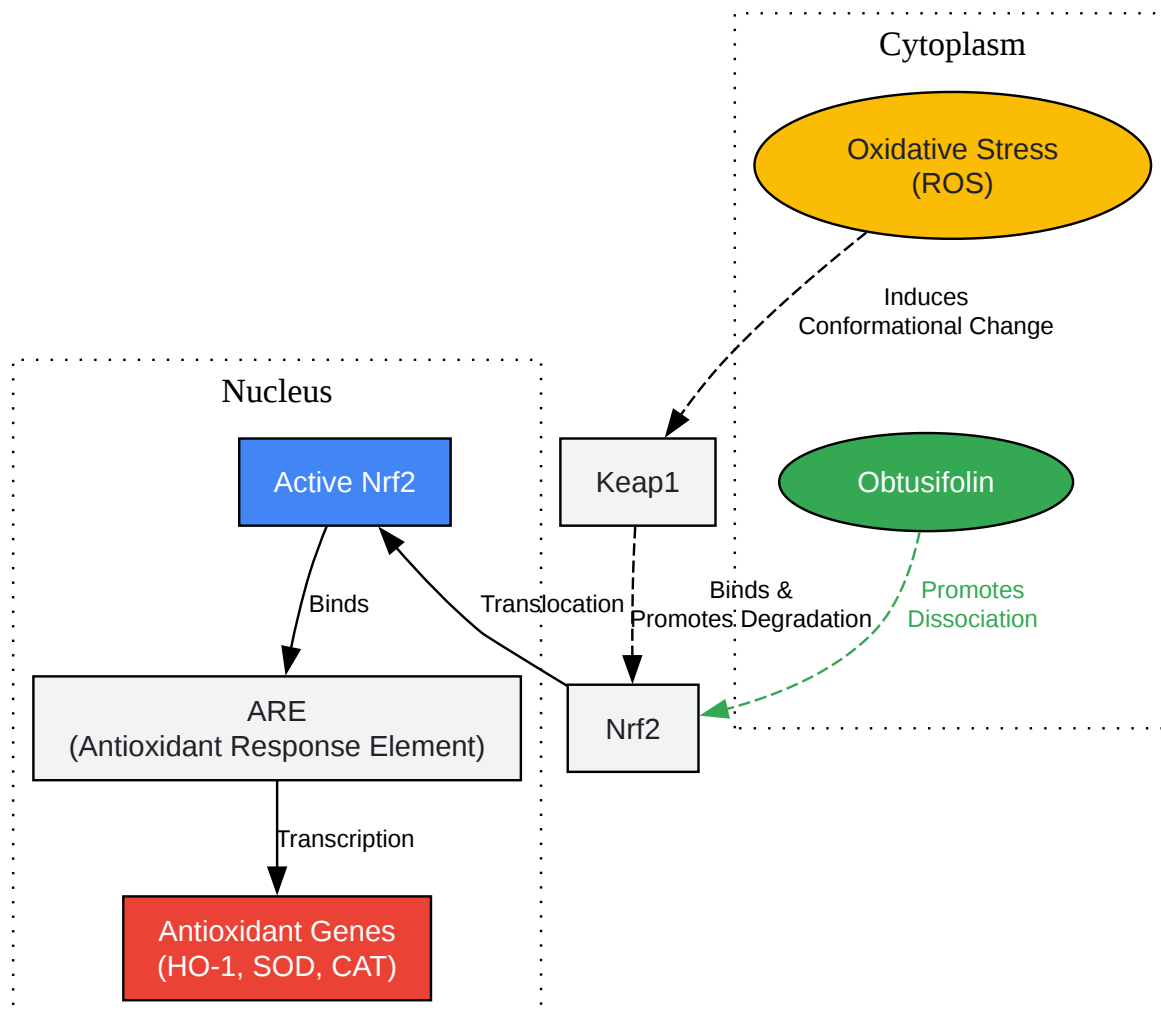 Cytoplasm
Oxidative Stress
(ROS)
Induces
Conformational Change
Nucleus
Active Nrf2
Keap1
Obtusifolin
Binds
Translocation
Binds &
Promotes Degradation
Promotes
Dissociation
ARE
(Antioxidant Response Element)
Nrf2
Transcription
Antioxidant Genes
(HO-1, SOD, CAT)